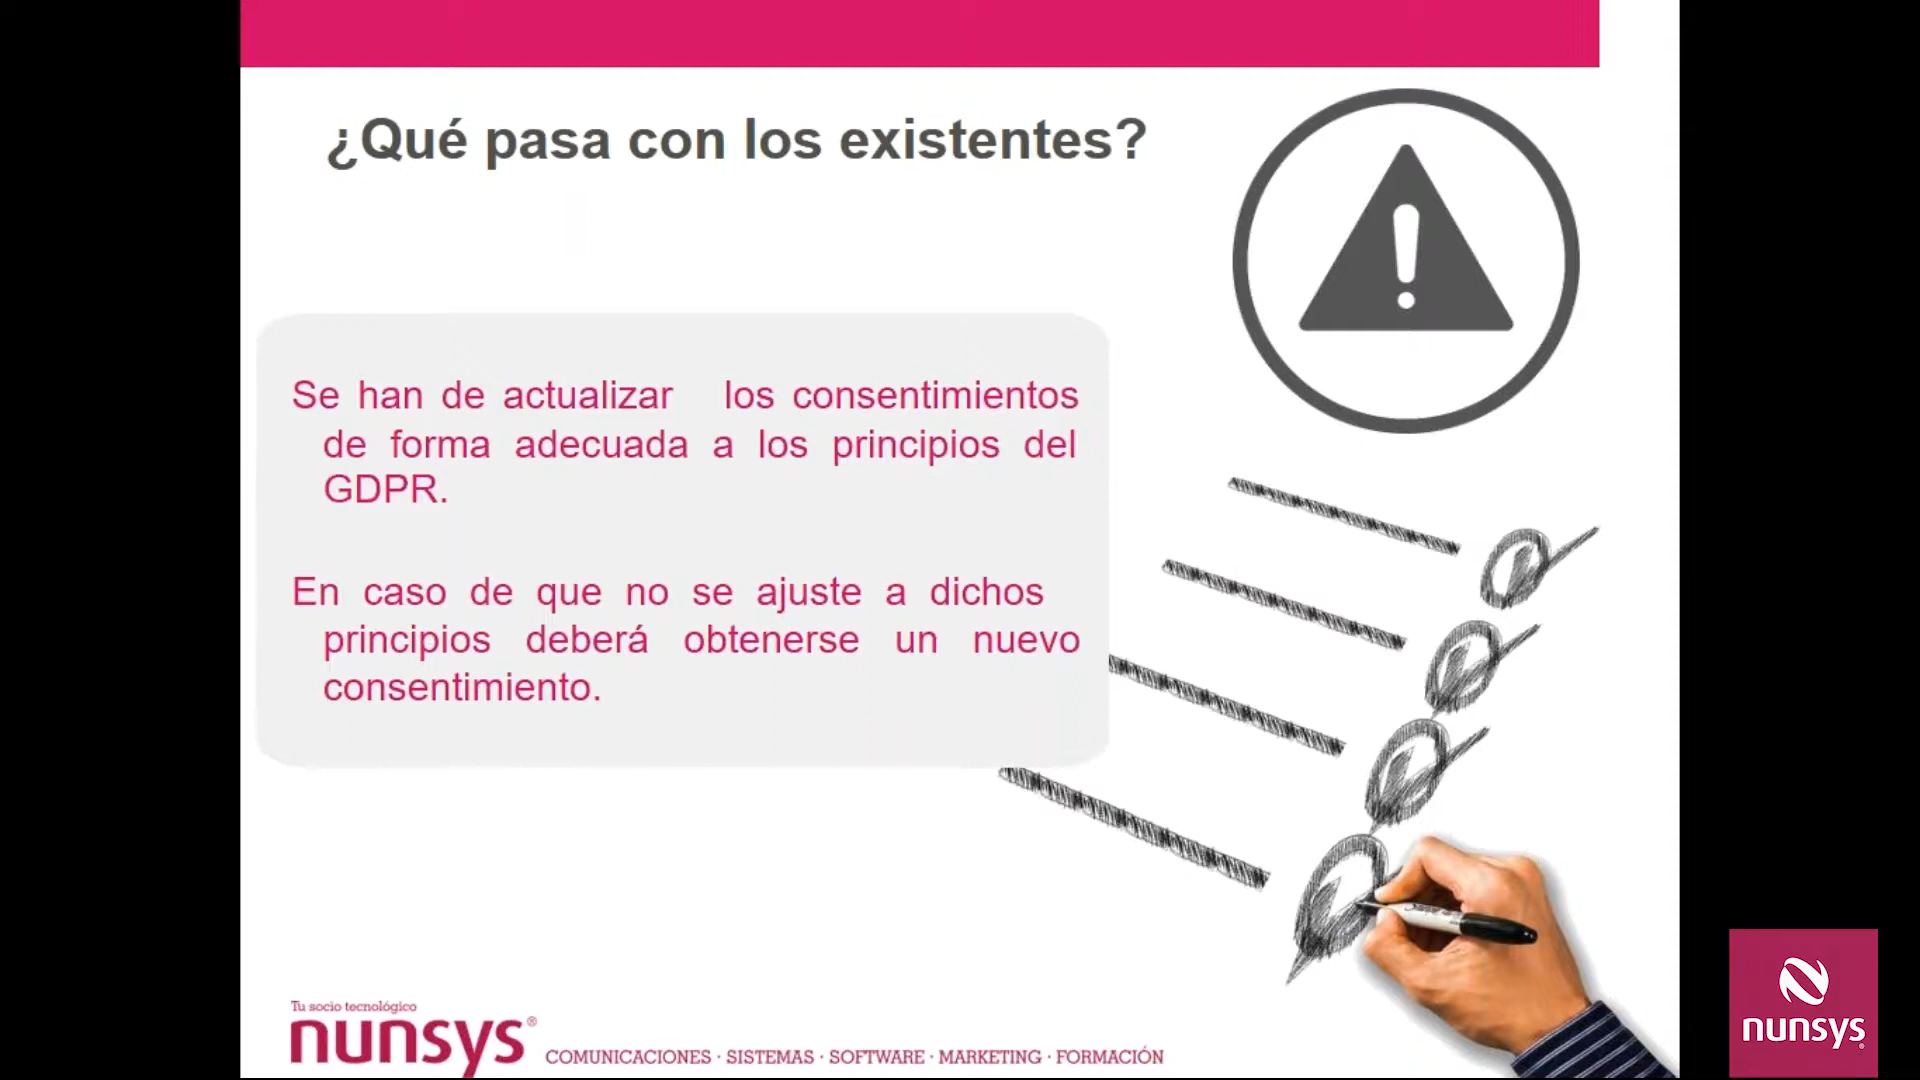 ¿Qué pasa con los existentes?
Se han de actualizar los consentimientos
de forma adecuada a los principios del
GDPR.
En caso de que no se ajuste a dichos
principios deberá obtenerse un nuevo
consentimiento.
Tu socio tecnológico
nunsys®
COMUNICACIONES · SISTEMAS · SOFTWARE · MARKETING · FORMACIÓN
nunsys®